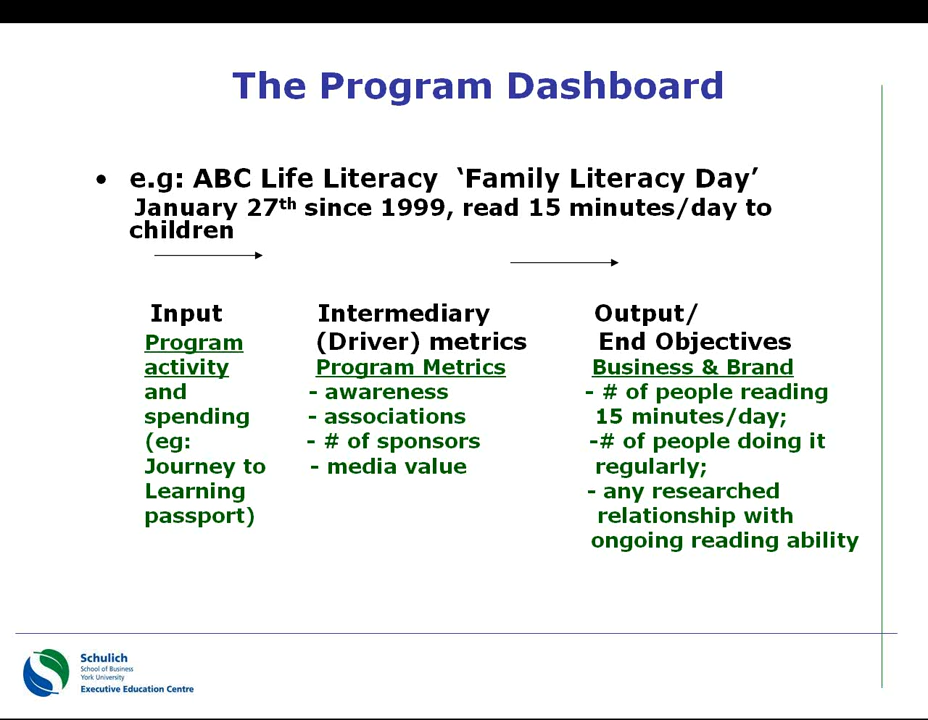 The Program Dashboard
• e.g: ABC Life Literacy ‘Family Literacy Day’
January 27th since 1999, read 15 minutes/day to
children
Input
Program
activity
and
spending
(eg:
Journey to
Learning
passport)
Intermediary
(Driver) metrics
Program Metrics
- awareness
- associations
- # of sponsors
- media value
Output/
End Objectives
Business & Brand
- # of people reading
15 minutes/day;
-# of people doing it
regularly;
- any researched
relationship with
ongoing reading ability
Schulich
School of Business
York University
Executive Education Centre